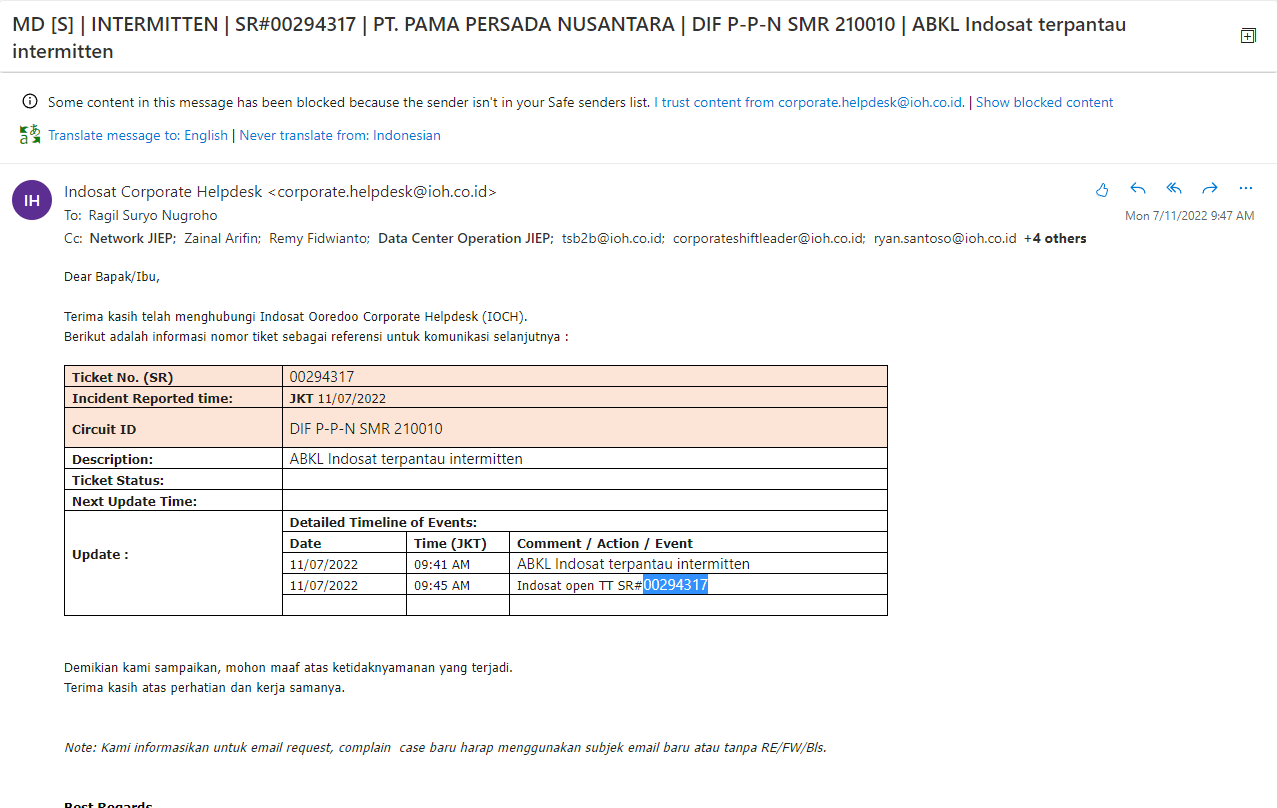 MD [S] | INTERMITTEN | SR#00294317 | PT. PAMA PERSADA NUSANTARA | DIF P-P-N SMR 210010 | ABKL Indosat terpantau
intermitten
Some content in this message has been blocked because the sender isn't in your Safe senders list. I trust content from corporate.helpdesk@ioh.co.id. | Show blocked content
Translate message to: English | Never translate from: Indonesian
IH
Indosat Corporate Helpdesk <corporate.helpdesk@ioh.co.id>
To: Ragil Suryo Nugroho
Mon 7/11/2022 9:47 AM
Cc: Network JIEP; Zainal Arifin; Remy Fidwianto; Data Center Operation JIEP; tsb2b@ioh.co.id; corporateshiftleader@ioh.co.id; ryan.santoso@ioh.co.id +4 others
Dear Bapak/Ibu,
Terima kasih telah menghubungi Indosat Ooredoo Corporate Helpdesk (IOCH).
Berikut adalah informasi nomor tiket sebagai referensi untuk komunikasi selanjutnya :
Ticket No. (SR) 00294317
Incident Reported time: JKT 11/07/2022
Circuit ID DIF P-P-N SMR 210010
Description: ABKL Indosat terpantau intermitten
Ticket Status:
Next Update Time:
Update :
Detailed Timeline of Events:
Date Time (JKT) Comment / Action / Event
11/07/2022 09:41 AM ABKL Indosat terpantau intermitten
11/07/2022 09:45 AM Indosat open TT SR#00294317
Demikian kami sampaikan, mohon maaf atas ketidaknyamanan yang terjadi.
Terima kasih atas perhatian dan kerja samanya.
Note: Kami informasikan untuk email request, complain  case baru harap menggunakan subjek email baru atau tanpa RE/FW/Bls.
Best Regards